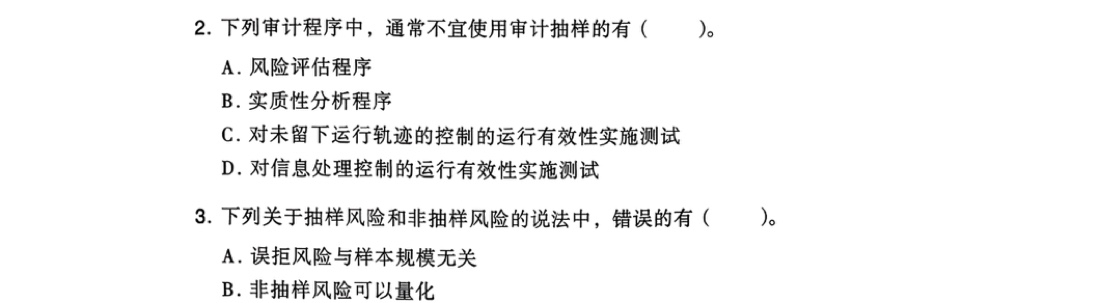 2. 下列审计程序中，通常不宜使用审计抽样的有（　　）。
A. 风险评估程序
B. 实质性分析程序
C. 对未留下运行轨迹的控制的运行有效性实施测试
D. 对信息处理控制的运行有效性实施测试
3. 下列关于抽样风险和非抽样风险的说法中，错误的有（　　）。
A. 误拒风险与样本规模无关
B. 非抽样风险可以量化